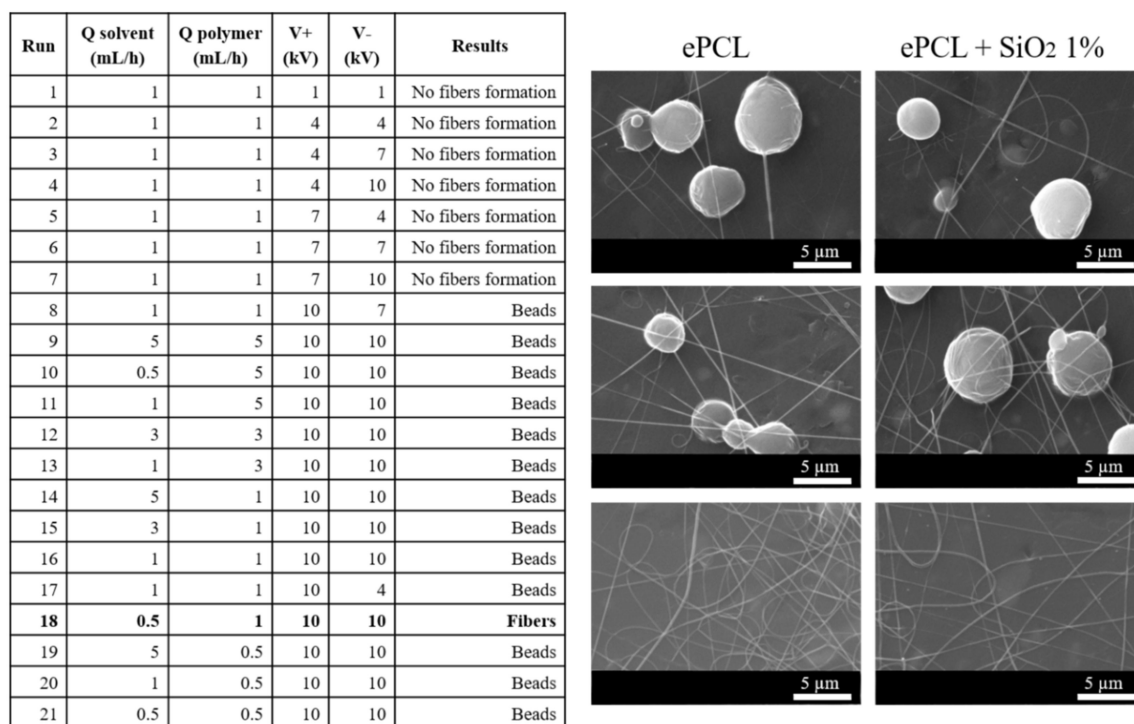 Run Q solvent (mL/h) Q polymer (mL/h) V+ (kV) V- (kV) Results
1 1 1 1 1 No fibers formation
2 1 1 4 4 No fibers formation
3 1 1 4 7 No fibers formation
4 1 1 4 10 No fibers formation
5 1 1 7 4 No fibers formation
6 1 1 7 7 No fibers formation
7 1 1 7 10 No fibers formation
8 1 1 10 7 Beads
9 5 5 10 10 Beads
10 0.5 5 10 10 Beads
11 1 5 10 10 Beads
12 3 3 10 10 Beads
13 1 3 10 10 Beads
14 5 1 10 10 Beads
15 3 1 10 10 Beads
16 1 1 10 10 Beads
17 1 1 10 4 Beads
18 0.5 1 10 10 Fibers
19 5 0.5 10 10 Beads
20 1 0.5 10 10 Beads
21 0.5 0.5 10 10 Beads
ePCL
ePCL + SiO2 1%
5 µm
5 µm
5 µm
5 µm
5 µm
5 µm